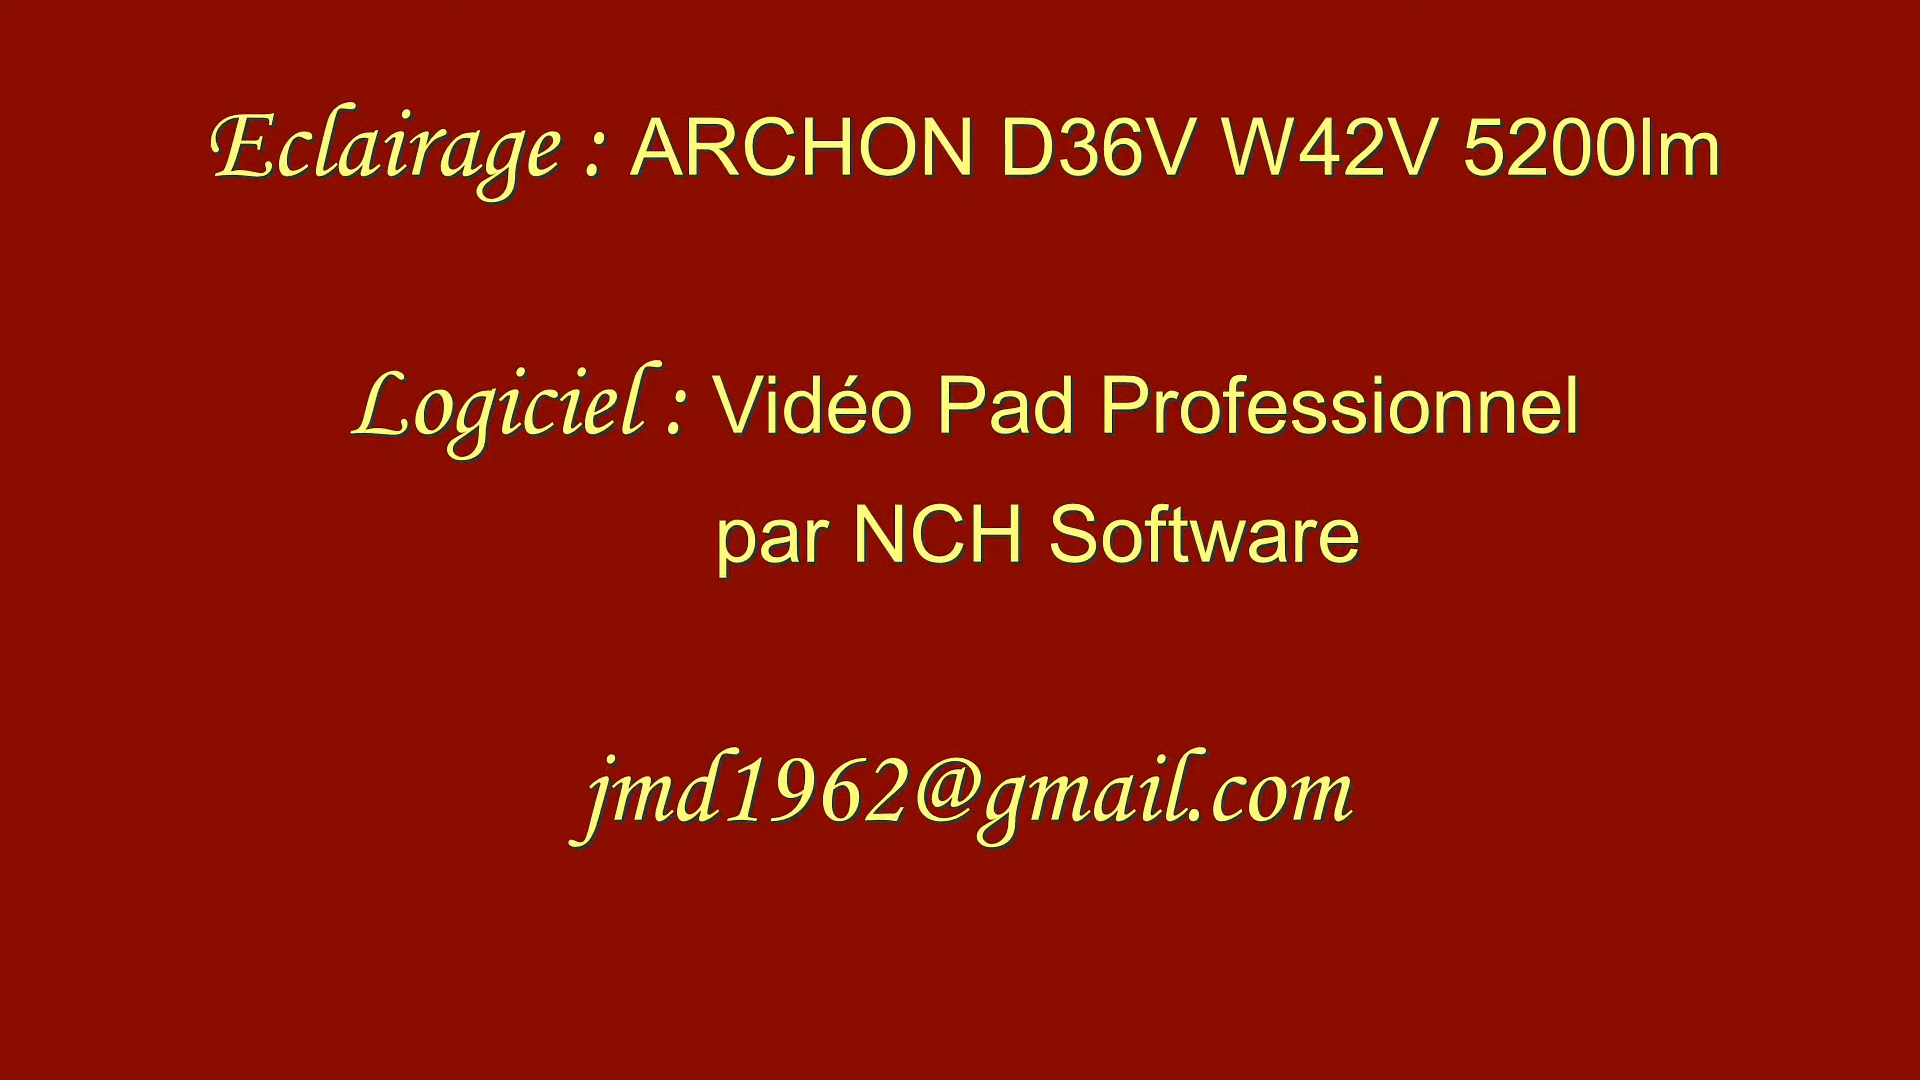 Eclairage : ARCHON D36V W42V 5200lm
Logiciel : Vidéo Pad Professionnel
par NCH Software
jmd1962@gmail.com